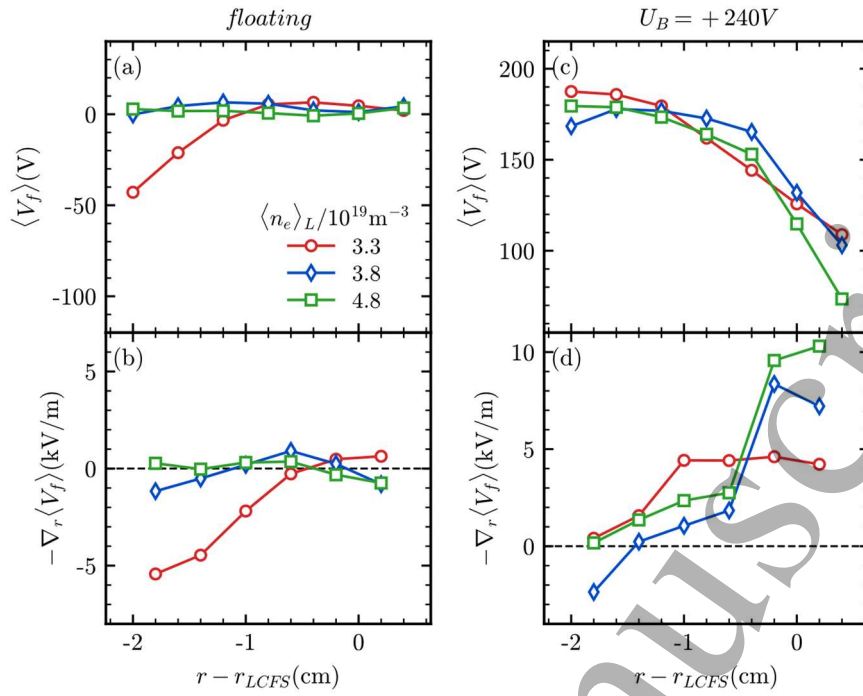 floating
U_B = +240V
(a)
(c)
⟨V_f⟩(V)
0
-50
-100
⟨n_e⟩_L/10^19 m^-3
3.3
3.8
4.8
⟨V_f⟩(V)
200
150
100
(b)
(d)
−∇_r⟨V_f⟩(kV/m)
5
0
-5
−∇_r⟨V_f⟩(kV/m)
10
5
0
-2
-1
0
-2
-1
0
r − r_LCFS(cm)
r − r_LCFS(cm)
uscr